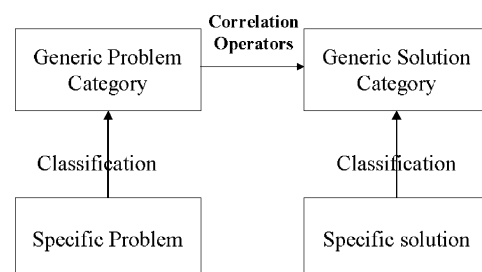 Correlation
Operators
Generic Problem
Category
Generic Solution
Category
Classification
Classification
Specific Problem
Specific solution